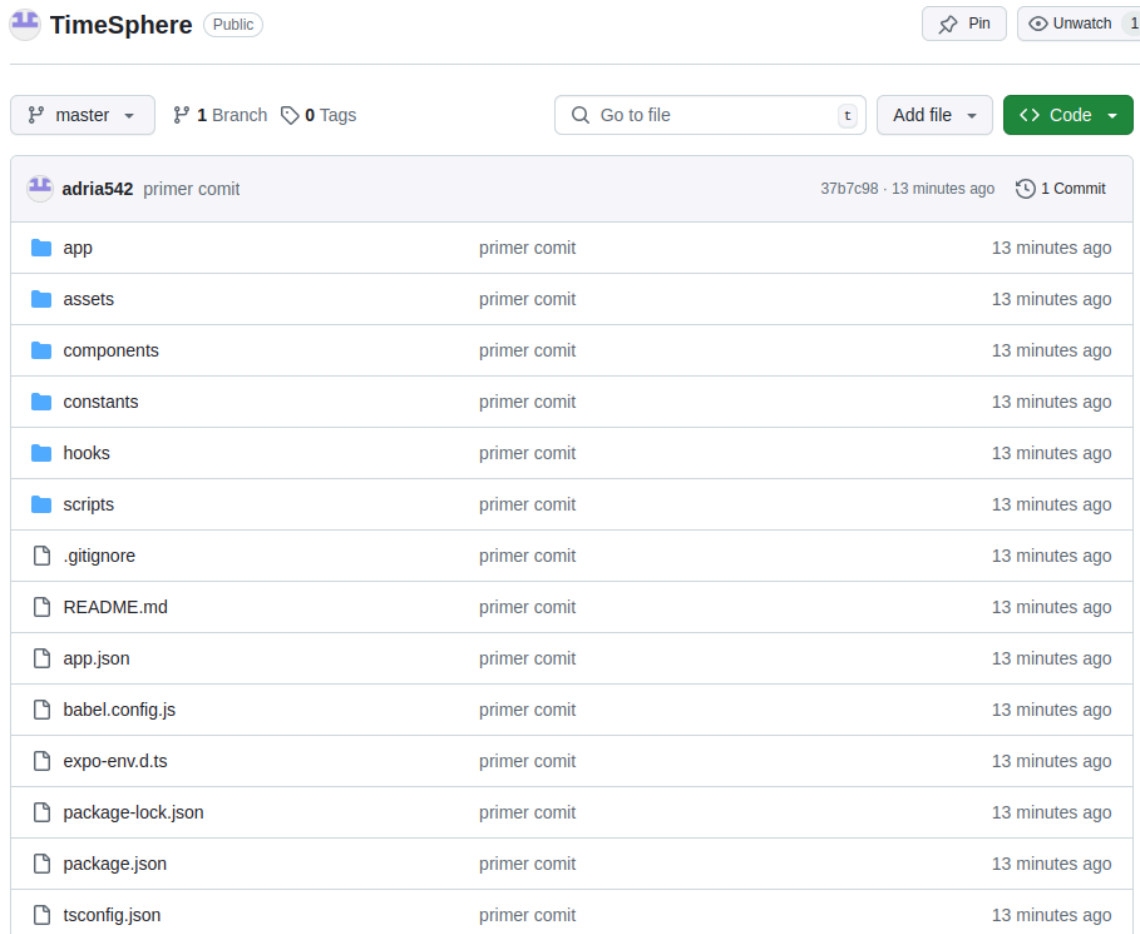 TimeSphere Public Pin Unwatch 1
master 1 Branch 0 Tags Go to file t Add file Code
adria542 primer comit 37b7c98 · 13 minutes ago 1 Commit
app primer comit 13 minutes ago
assets primer comit 13 minutes ago
components primer comit 13 minutes ago
constants primer comit 13 minutes ago
hooks primer comit 13 minutes ago
scripts primer comit 13 minutes ago
.gitignore primer comit 13 minutes ago
README.md primer comit 13 minutes ago
app.json primer comit 13 minutes ago
babel.config.js primer comit 13 minutes ago
expo-env.d.ts primer comit 13 minutes ago
package-lock.json primer comit 13 minutes ago
package.json primer comit 13 minutes ago
tsconfig.json primer comit 13 minutes ago